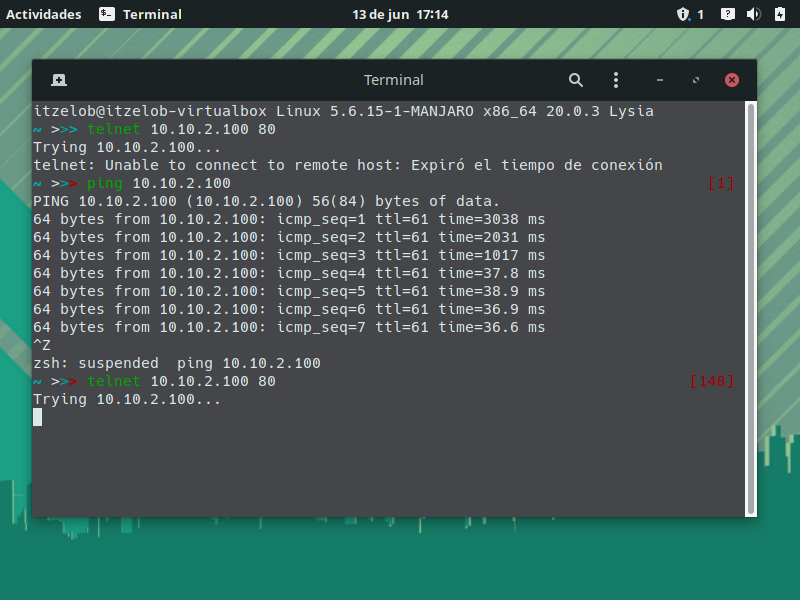 Actividades Terminal 13 de jun 17:14 1
Terminal
itzelob@itzelob-virtualbox Linux 5.6.15-1-MANJARO x86_64 20.0.3 Lysia
~ >>> telnet 10.10.2.100 80
Trying 10.10.2.100...
telnet: Unable to connect to remote host: Expiró el tiempo de conexión
~ >>> ping 10.10.2.100 [1]
PING 10.10.2.100 (10.10.2.100) 56(84) bytes of data.
64 bytes from 10.10.2.100: icmp_seq=1 ttl=61 time=3038 ms
64 bytes from 10.10.2.100: icmp_seq=2 ttl=61 time=2031 ms
64 bytes from 10.10.2.100: icmp_seq=3 ttl=61 time=1017 ms
64 bytes from 10.10.2.100: icmp_seq=4 ttl=61 time=37.8 ms
64 bytes from 10.10.2.100: icmp_seq=5 ttl=61 time=38.9 ms
64 bytes from 10.10.2.100: icmp_seq=6 ttl=61 time=36.9 ms
64 bytes from 10.10.2.100: icmp_seq=7 ttl=61 time=36.6 ms
^Z
zsh: suspended  ping 10.10.2.100
~ >>> telnet 10.10.2.100 80 [148]
Trying 10.10.2.100...